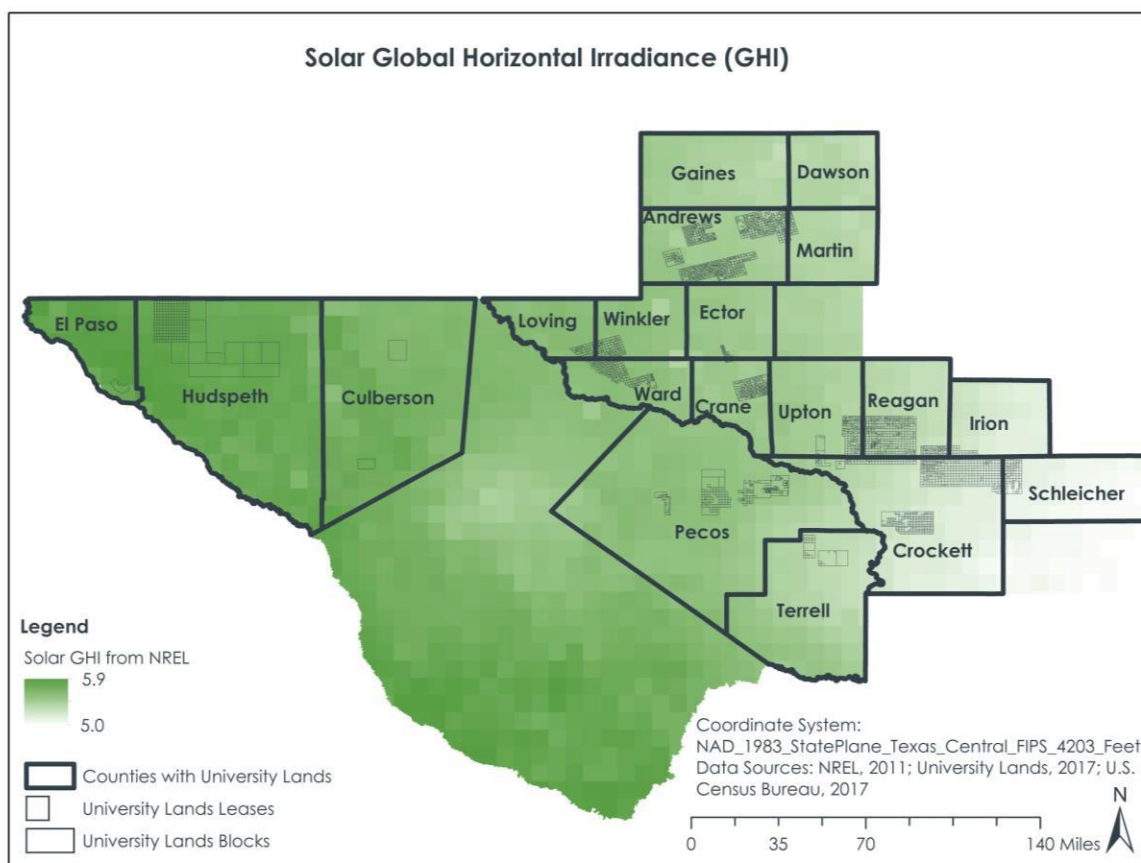 Solar Global Horizontal Irradiance (GHI)
Gaines
Dawson
Andrews
Martin
El Paso
Loving
Winkler
Ector
Hudspeth
Culberson
Ward
Crane
Upton
Reagan
Irion
Schleicher
Pecos
Crockett
Terrell
Legend
Solar GHI from NREL
5.9
5.0
Counties with University Lands
University Lands Leases
University Lands Blocks
Coordinate System:
NAD_1983_StatePlane_Texas_Central_FIPS_4203_Feet
Data Sources: NREL, 2011; University Lands, 2017; U.S.
Census Bureau, 2017
N
0 35 70 140 Miles